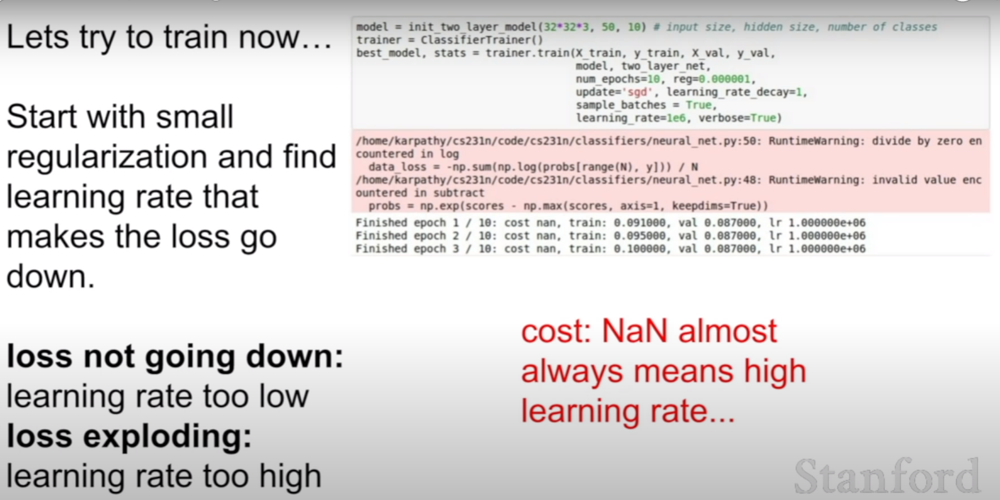 Lets try to train now...
Start with small
regularization and find
learning rate that
makes the loss go
down.
loss not going down:
learning rate too low
loss exploding:
learning rate too high
model = init_two_layer_model(32*32*3, 50, 10) # input size, hidden size, number of classes
trainer = ClassifierTrainer()
best_model, stats = trainer.train(X_train, y_train, X_val, y_val,
model, two_layer_net,
num_epochs=10, reg=0.000001,
update='sgd', learning_rate_decay=1,
sample_batches = True,
learning_rate=1e6, verbose=True)
/home/karpathy/cs231n/code/cs231n/classifiers/neural_net.py:50: RuntimeWarning: divide by zero en
countered in log
data_loss = -np.sum(np.log(probs[range(N), y])) / N
/home/karpathy/cs231n/code/cs231n/classifiers/neural_net.py:48: RuntimeWarning: invalid value enc
ountered in subtract
probs = np.exp(scores - np.max(scores, axis=1, keepdims=True))
Finished epoch 1 / 10: cost nan, train: 0.091000, val 0.087000, lr 1.000000e+06
Finished epoch 2 / 10: cost nan, train: 0.095000, val 0.087000, lr 1.000000e+06
Finished epoch 3 / 10: cost nan, train: 0.100000, val 0.087000, lr 1.000000e+06
cost: NaN almost
always means high
learning rate...
Stanford